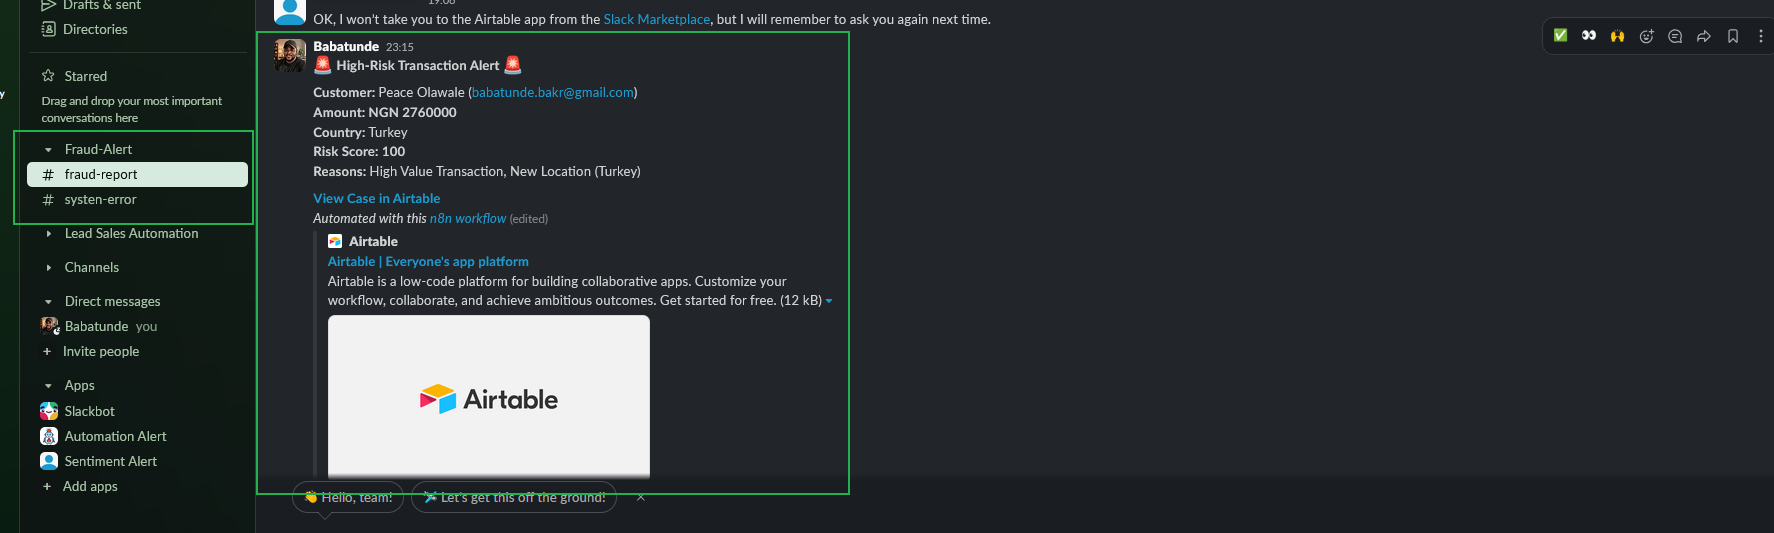 Drafts & sent
Directories
Starred
Drag and drop your most important
conversations here
Fraud-Alert
# fraud-report
# systen-error
Lead Sales Automation
Channels
Direct messages
Babatunde you
+ Invite people
Apps
Slackbot
Automation Alert
Sentiment Alert
+ Add apps
OK, I won't take you to the Airtable app from the Slack Marketplace, but I will remember to ask you again next time.
Babatunde 23:15
🚨 High-Risk Transaction Alert 🚨
Customer: Peace Olawale (babatunde.bakr@gmail.com)
Amount: NGN 2760000
Country: Turkey
Risk Score: 100
Reasons: High Value Transaction, New Location (Turkey)
View Case in Airtable
Automated with this n8n workflow (edited)
Airtable
Airtable | Everyone's app platform
Airtable is a low-code platform for building collaborative apps. Customize your
workflow, collaborate, and achieve ambitious outcomes. Get started for free. (12 kB)
Airtable
👋 Hello, team!
Let's get this off the ground!